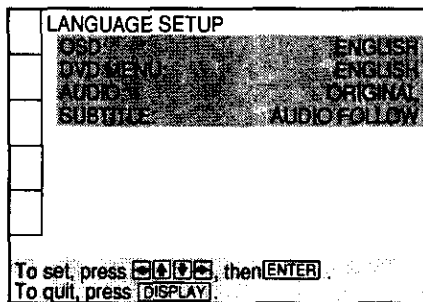 LANGUAGE SETUP
OSD ENGLISH
DVD MENU ENGLISH
AUDIO ORIGINAL
SUBTITLE AUDIO FOLLOW
To set, press ←↑↓→, then ENTER.
To quit, press DISPLAY.